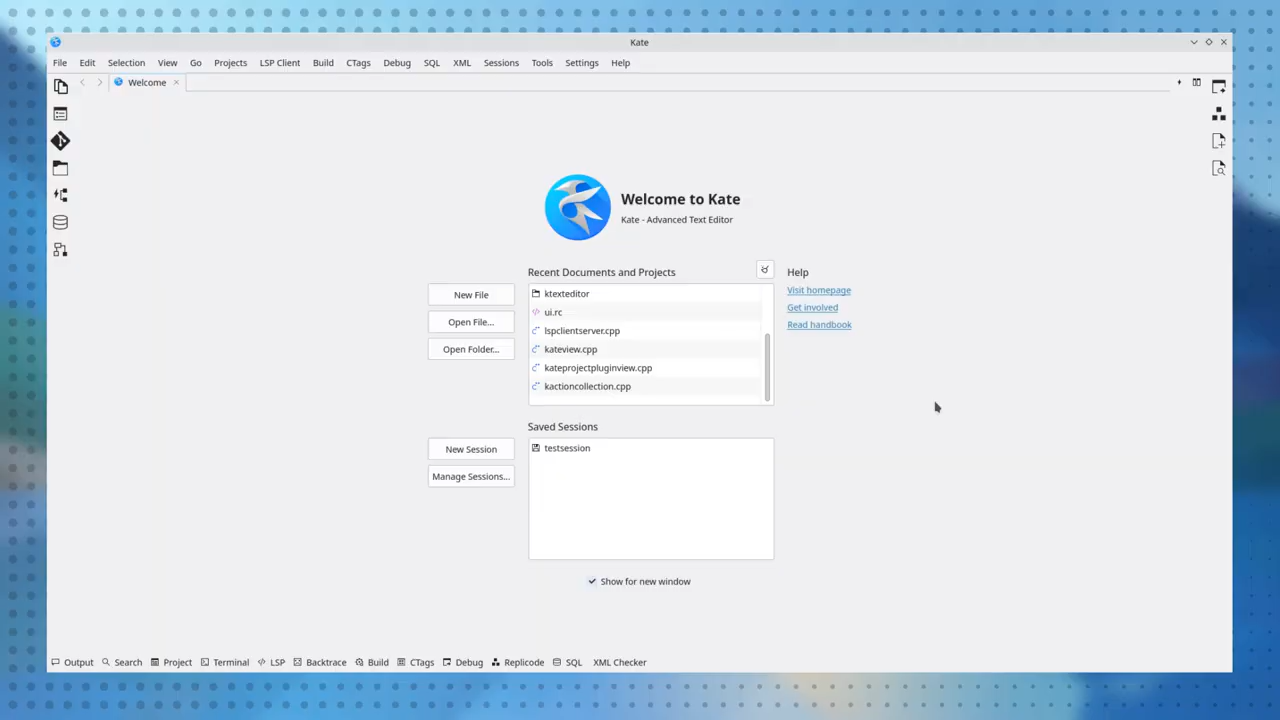 Kate
File Edit Selection View Go Projects LSP Client Build CTags Debug SQL XML Sessions Tools Settings Help
Welcome
Welcome to Kate
Kate - Advanced Text Editor
Recent Documents and Projects
Help
New File
Open File...
Open Folder...
ktexteditor
ui.rc
lspclientserver.cpp
kateview.cpp
kateprojectpluginview.cpp
kactioncollection.cpp
Visit homepage
Get involved
Read handbook
Saved Sessions
New Session
Manage Sessions...
testsession
Show for new window
Output Search Project Terminal LSP Backtrace Build CTags Debug Replicode SQL XML Checker